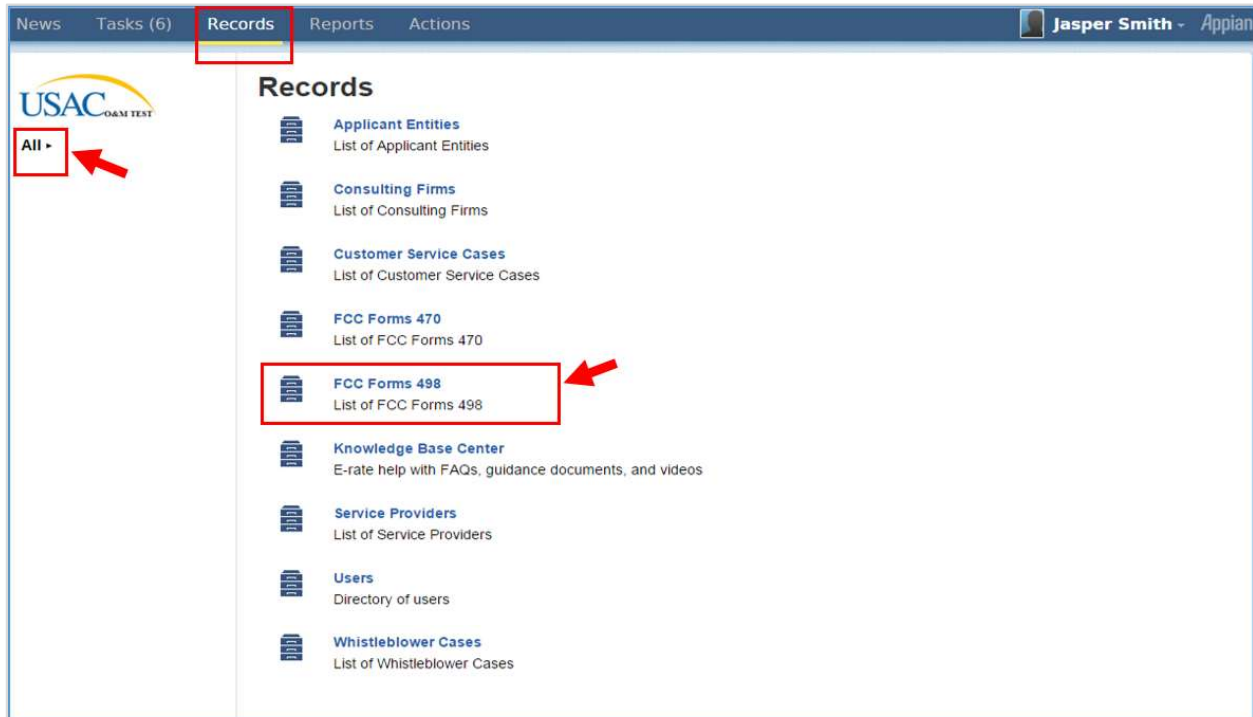 News Tasks (6) Records Reports Actions Jasper Smith Appian
USAC O&M TEST
All
Records
Applicant Entities
List of Applicant Entities
Consulting Firms
List of Consulting Firms
Customer Service Cases
List of Customer Service Cases
FCC Forms 470
List of FCC Forms 470
FCC Forms 498
List of FCC Forms 498
Knowledge Base Center
E-rate help with FAQs, guidance documents, and videos
Service Providers
List of Service Providers
Users
Directory of users
Whistleblower Cases
List of Whistleblower Cases